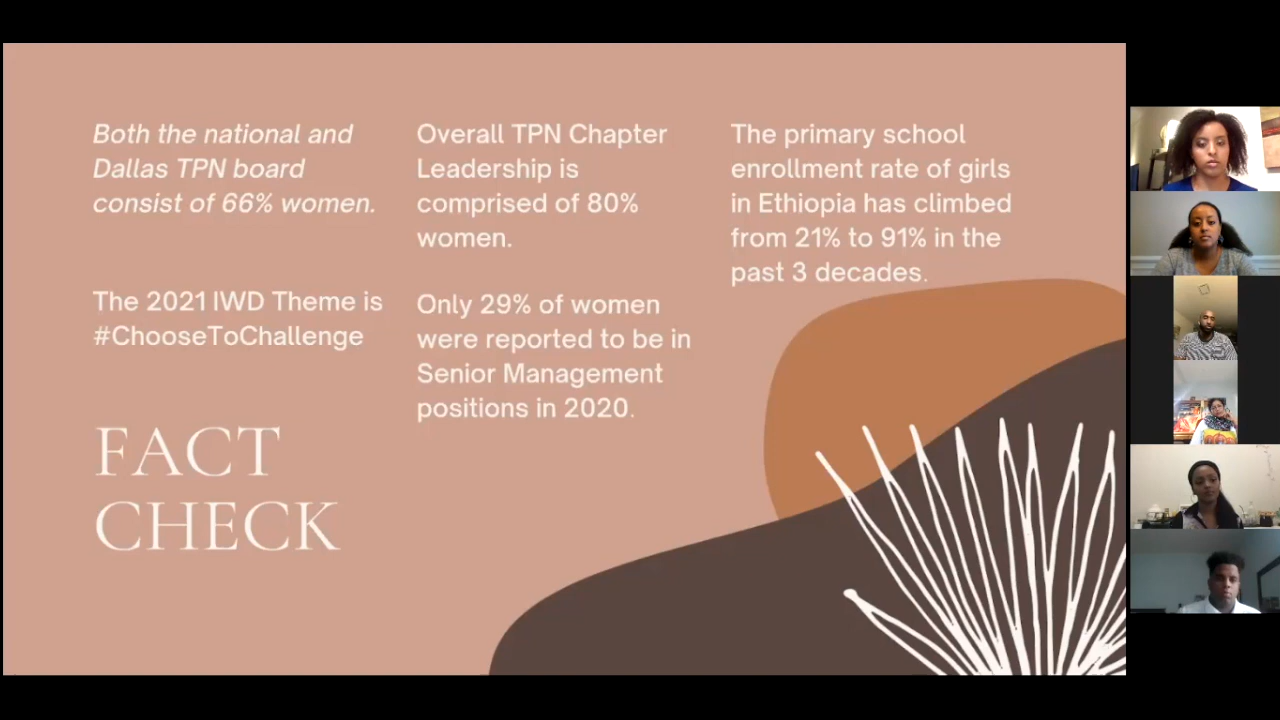 Both the national and
Dallas TPN board
consist of 66% women.
The 2021 IWD Theme is
#ChooseToChallenge
FACT
CHECK
Overall TPN Chapter
Leadership is
comprised of 80%
women.
Only 29% of women
were reported to be in
Senior Management
positions in 2020.
The primary school
enrollment rate of girls
in Ethiopia has climbed
from 21% to 91% in the
past 3 decades.